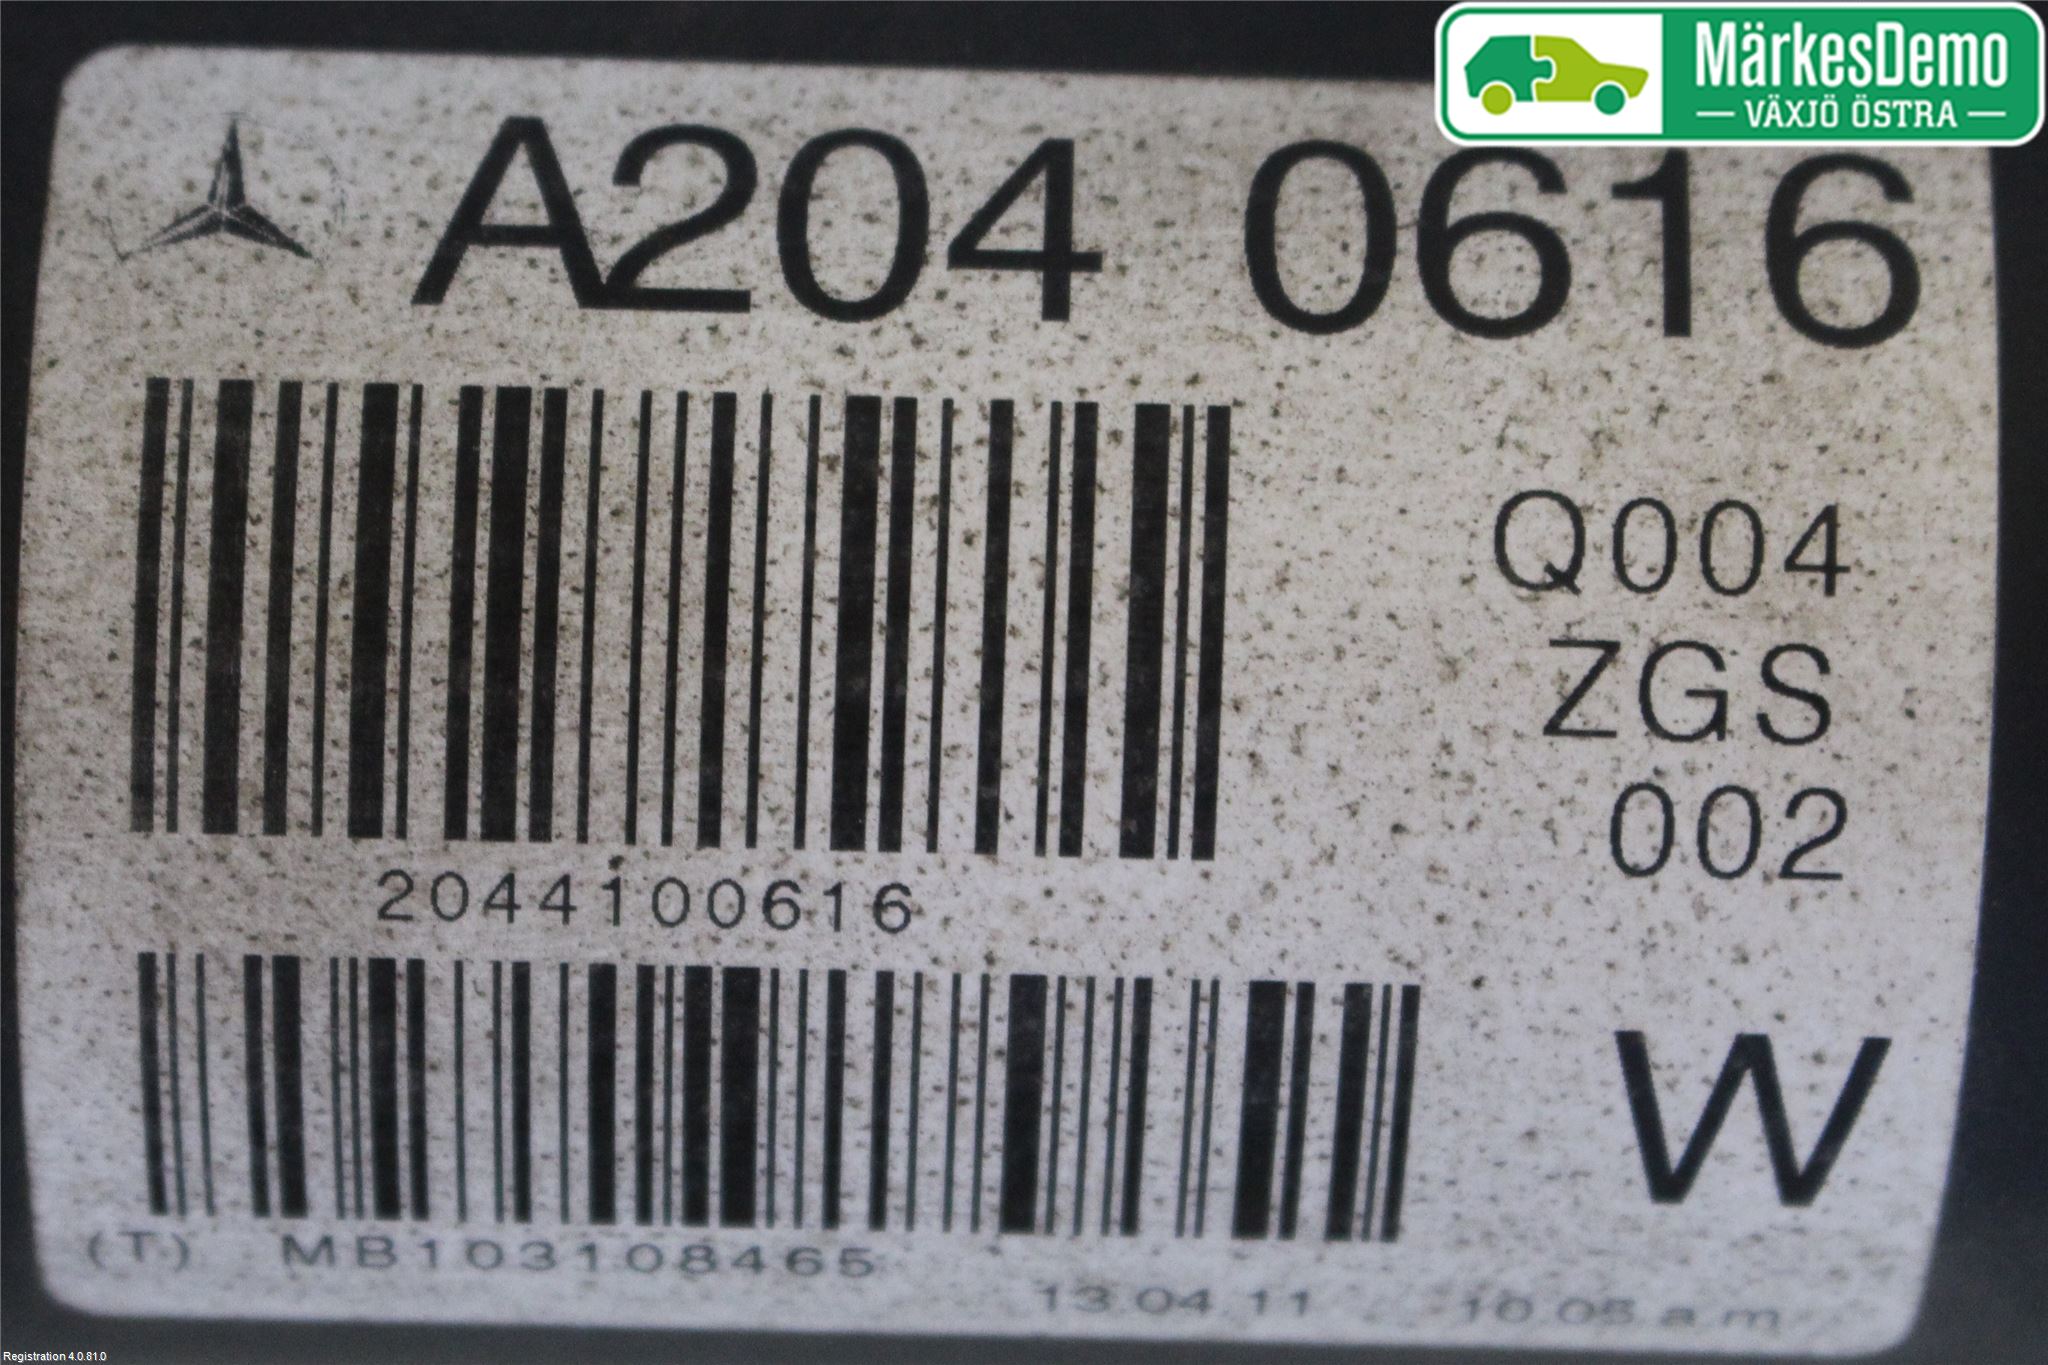 MärkesDemo
VÄXJÖ ÖSTRA
A204 0616
Q004
ZGS
002
2044100616
W
(T) MB103108465
13.04.11 10.05 a.m
Registration 4.0.81.0